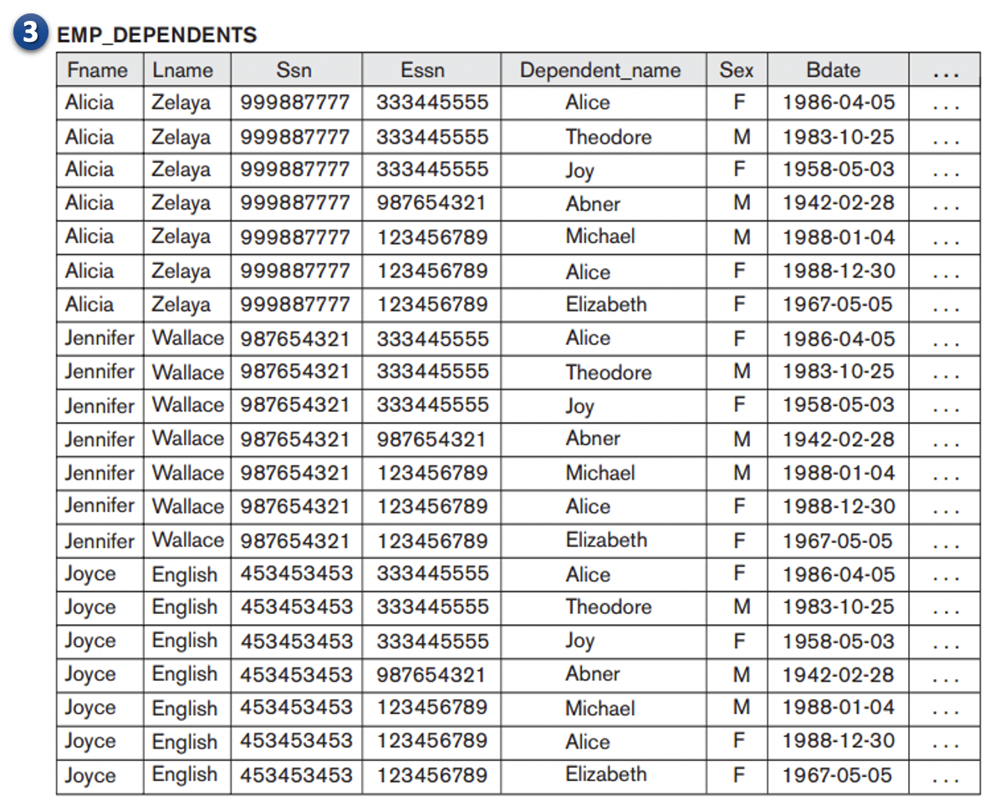 3 EMP_DEPENDENTS
Fname Lname Ssn Essn Dependent_name Sex Bdate ...
Alicia Zelaya 999887777 333445555 Alice F 1986-04-05 ...
Alicia Zelaya 999887777 333445555 Theodore M 1983-10-25 ...
Alicia Zelaya 999887777 333445555 Joy F 1958-05-03 ...
Alicia Zelaya 999887777 987654321 Abner M 1942-02-28 ...
Alicia Zelaya 999887777 123456789 Michael M 1988-01-04 ...
Alicia Zelaya 999887777 123456789 Alice F 1988-12-30 ...
Alicia Zelaya 999887777 123456789 Elizabeth F 1967-05-05 ...
Jennifer Wallace 987654321 333445555 Alice F 1986-04-05 ...
Jennifer Wallace 987654321 333445555 Theodore M 1983-10-25 ...
Jennifer Wallace 987654321 333445555 Joy F 1958-05-03 ...
Jennifer Wallace 987654321 987654321 Abner M 1942-02-28 ...
Jennifer Wallace 987654321 123456789 Michael M 1988-01-04 ...
Jennifer Wallace 987654321 123456789 Alice F 1988-12-30 ...
Jennifer Wallace 987654321 123456789 Elizabeth F 1967-05-05 ...
Joyce English 453453453 333445555 Alice F 1986-04-05 ...
Joyce English 453453453 333445555 Theodore M 1983-10-25 ...
Joyce English 453453453 333445555 Joy F 1958-05-03 ...
Joyce English 453453453 987654321 Abner M 1942-02-28 ...
Joyce English 453453453 123456789 Michael M 1988-01-04 ...
Joyce English 453453453 123456789 Alice F 1988-12-30 ...
Joyce English 453453453 123456789 Elizabeth F 1967-05-05 ...